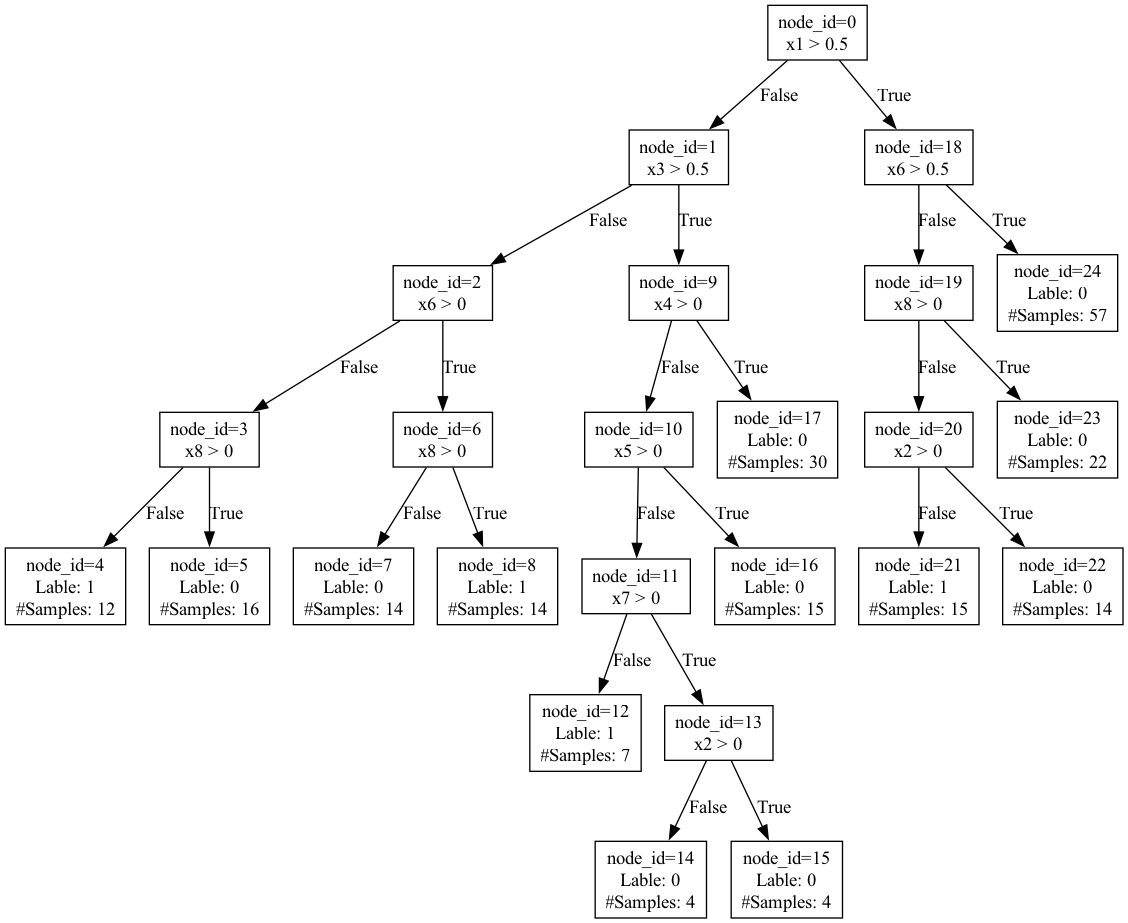 node_id=0
x1 > 0.5
False
True
node_id=1
x3 > 0.5
node_id=18
x6 > 0.5
False
True
False
True
node_id=2
x6 > 0
node_id=9
x4 > 0
node_id=19
x8 > 0
node_id=24
Lable: 0
#Samples: 57
False
True
False
True
False
True
node_id=3
x8 > 0
node_id=6
x8 > 0
node_id=10
x5 > 0
node_id=17
Lable: 0
#Samples: 30
node_id=20
x2 > 0
node_id=23
Lable: 0
#Samples: 22
False
True
False
True
False
True
False
True
node_id=4
Lable: 1
#Samples: 12
node_id=5
Lable: 0
#Samples: 16
node_id=7
Lable: 0
#Samples: 14
node_id=8
Lable: 1
#Samples: 14
node_id=11
x7 > 0
node_id=16
Lable: 0
#Samples: 15
node_id=21
Lable: 1
#Samples: 15
node_id=22
Lable: 0
#Samples: 14
False
True
node_id=12
Lable: 1
#Samples: 7
node_id=13
x2 > 0
False
True
node_id=14
Lable: 0
#Samples: 4
node_id=15
Lable: 0
#Samples: 4